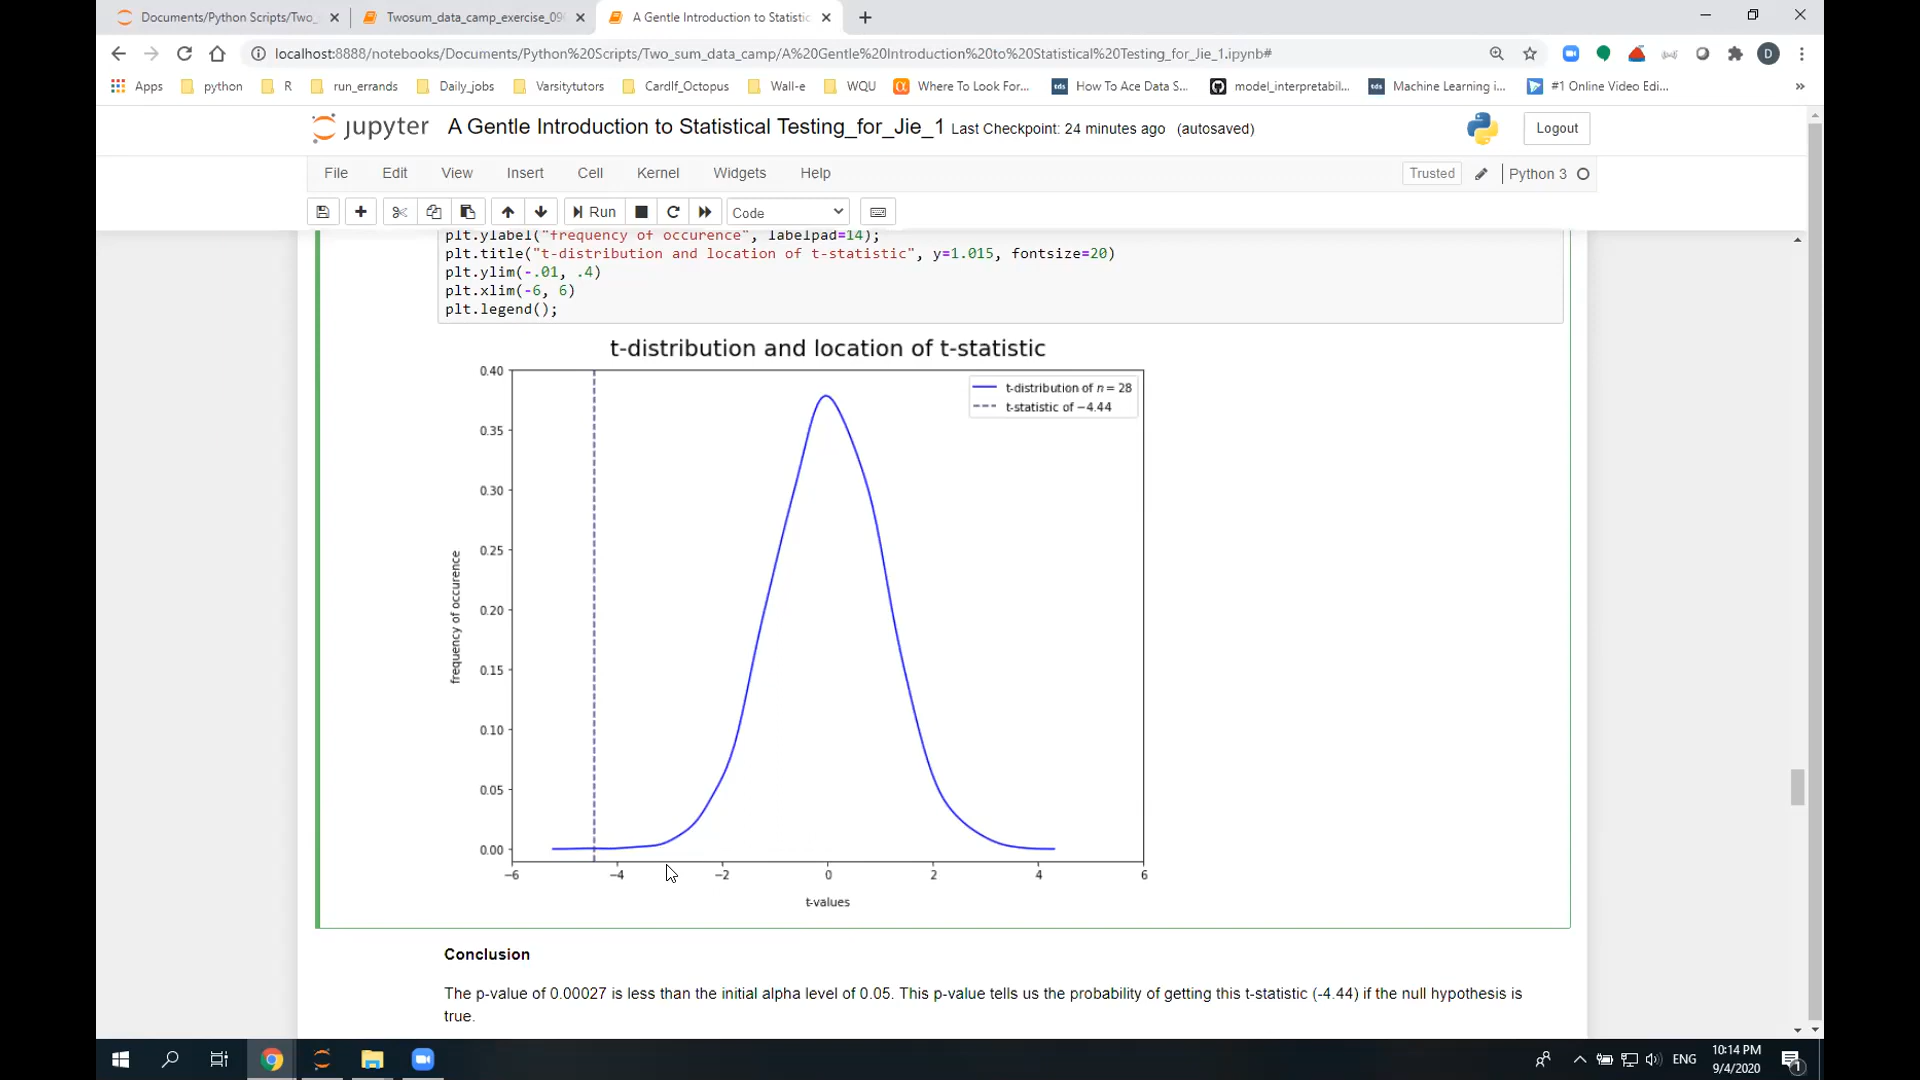 Documents/Python Scripts/Two_
Twosum_data_camp_exercise_09
A Gentle Introduction to Statistic
localhost:8888/notebooks/Documents/Python%20Scripts/Two_sum_data_camp/A%20Gentle%20Introduction%20to%20Statistical%20Testing_for_Jie_1.ipynb#
D
Apps python R run_errands Daily_jobs Varsitytutors CardIf_Octopus Wall-e WQU Where To Look For... How To Ace Data S... model_interpretabil... Machine Learning i... #1 Online Video Edi... »
jupyter A Gentle Introduction to Statistical Testing_for_Jie_1 Last Checkpoint: 24 minutes ago (autosaved)
Logout
File Edit View Insert Cell Kernel Widgets Help
Trusted Python 3
Run Code
plt.ylabel("frequency of occurence", labelpad=14);
plt.title("t-distribution and location of t-statistic", y=1.015, fontsize=20)
plt.ylim(-.01, .4)
plt.xlim(-6, 6)
plt.legend();
t-distribution and location of t-statistic
t-distribution of n = 28
t-statistic of −4.44
0.40
0.35
0.30
0.25
0.20
0.15
0.10
0.05
0.00
frequency of occurence
−6 −4 −2 0 2 4 6
t-values
Conclusion
The p-value of 0.00027 is less than the initial alpha level of 0.05. This p-value tells us the probability of getting this t-statistic (-4.44) if the null hypothesis is
true.
ENG
10:14 PM
9/4/2020
1